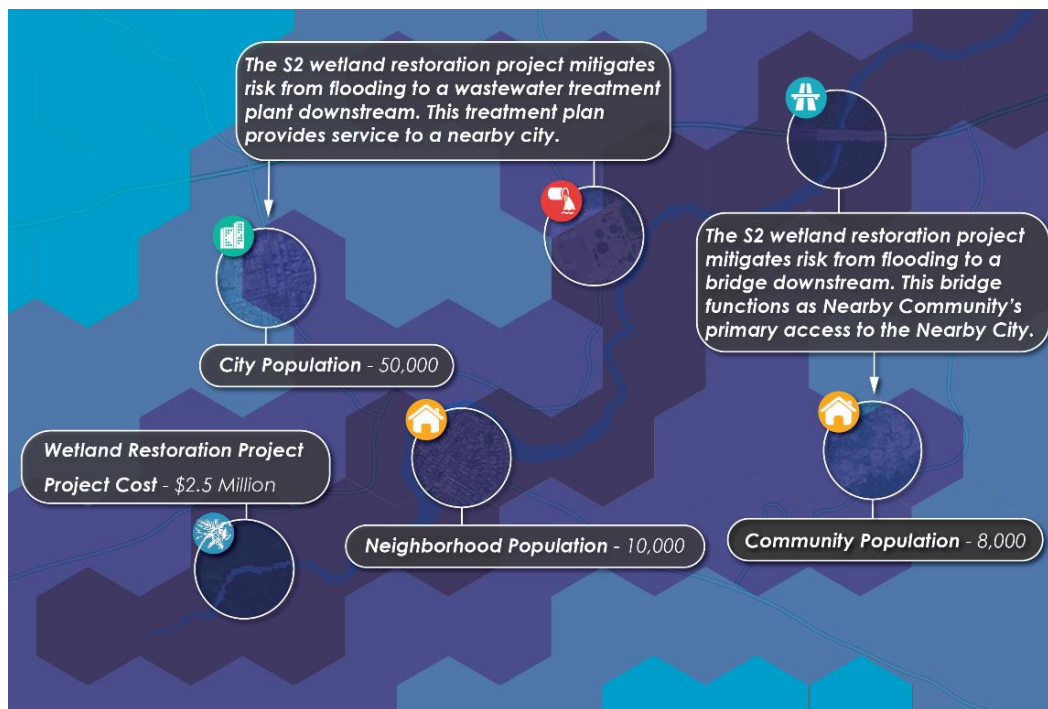 The S2 wetland restoration project mitigates
risk from flooding to a wastewater treatment
plant downstream. This treatment plan
provides service to a nearby city.
The S2 wetland restoration project
mitigates risk from flooding to a
bridge downstream. This bridge
functions as Nearby Community's
primary access to the Nearby City.
City Population - 50,000
Wetland Restoration Project
Project Cost - $2.5 Million
Neighborhood Population - 10,000
Community Population - 8,000